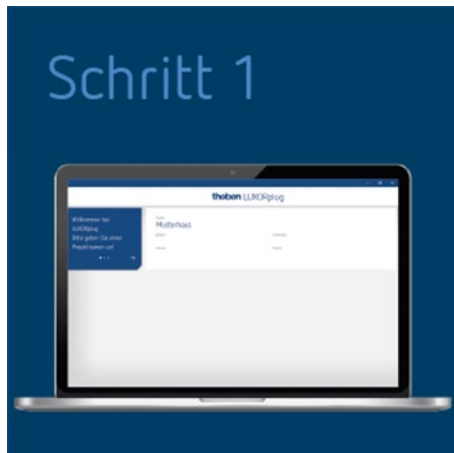 Schritt 1
theben LUXORplug
Willkommen bei
LUXORplug
Bitte geben Sie einen
Projektnamen ein!
Musterhaus